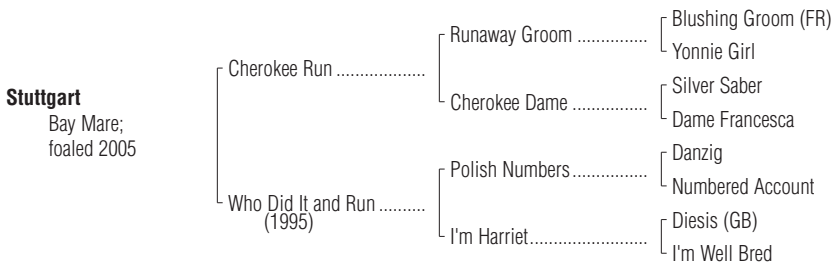 Stuttgart
Bay Mare;
foaled 2005
Cherokee Run ...................
Who Did It and Run ..........
(1995)
Runaway Groom ...............
Cherokee Dame ................
Polish Numbers ................
I'm Harriet.........................
Blushing Groom (FR)
Yonnie Girl
Silver Saber
Dame Francesca
Danzig
Numbered Account
Diesis (GB)
I'm Well Bred